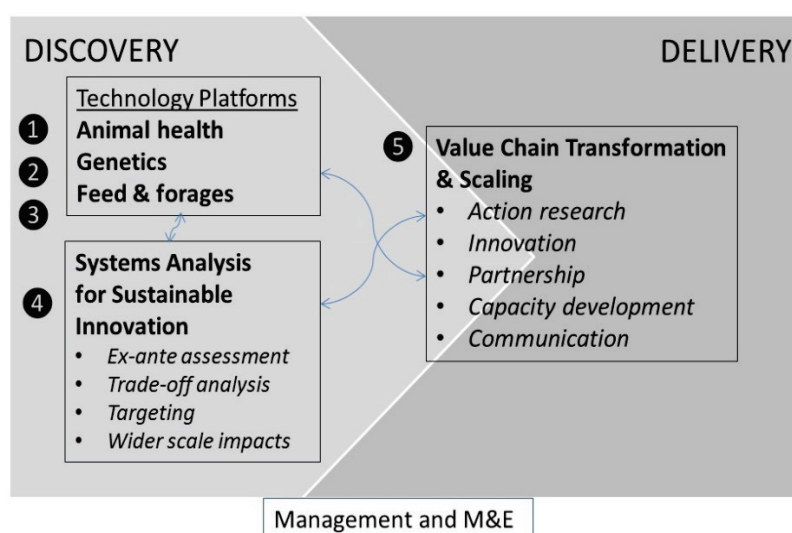 DISCOVERY
DELIVERY
Technology Platforms
1 Animal health
2 Genetics
3 Feed & forages
4 Systems Analysis
for Sustainable
Innovation
• Ex-ante assessment
• Trade-off analysis
• Targeting
• Wider scale impacts
5 Value Chain Transformation
& Scaling
• Action research
• Innovation
• Partnership
• Capacity development
• Communication
Management and M&E